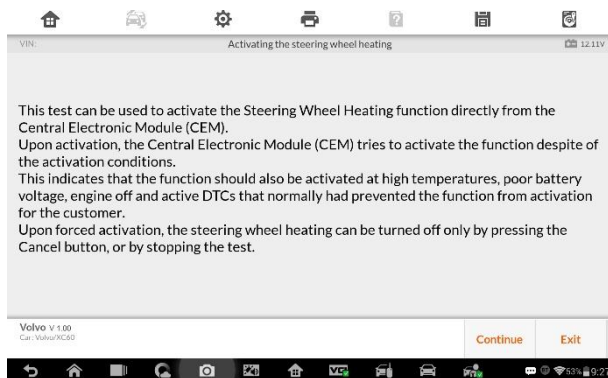 VIN:
Activating the steering wheel heating
12.11V
This test can be used to activate the Steering Wheel Heating function directly from the
Central Electronic Module (CEM).
Upon activation, the Central Electronic Module (CEM) tries to activate the function despite of
the activation conditions.
This indicates that the function should also be activated at high temperatures, poor battery
voltage, engine off and active DTCs that normally had prevented the function from activation
for the customer.
Upon forced activation, the steering wheel heating can be turned off only by pressing the
Cancel button, or by stopping the test.
Volvo V 1.00
Car: Volvo/XC60
Continue
Exit
53% 9:27